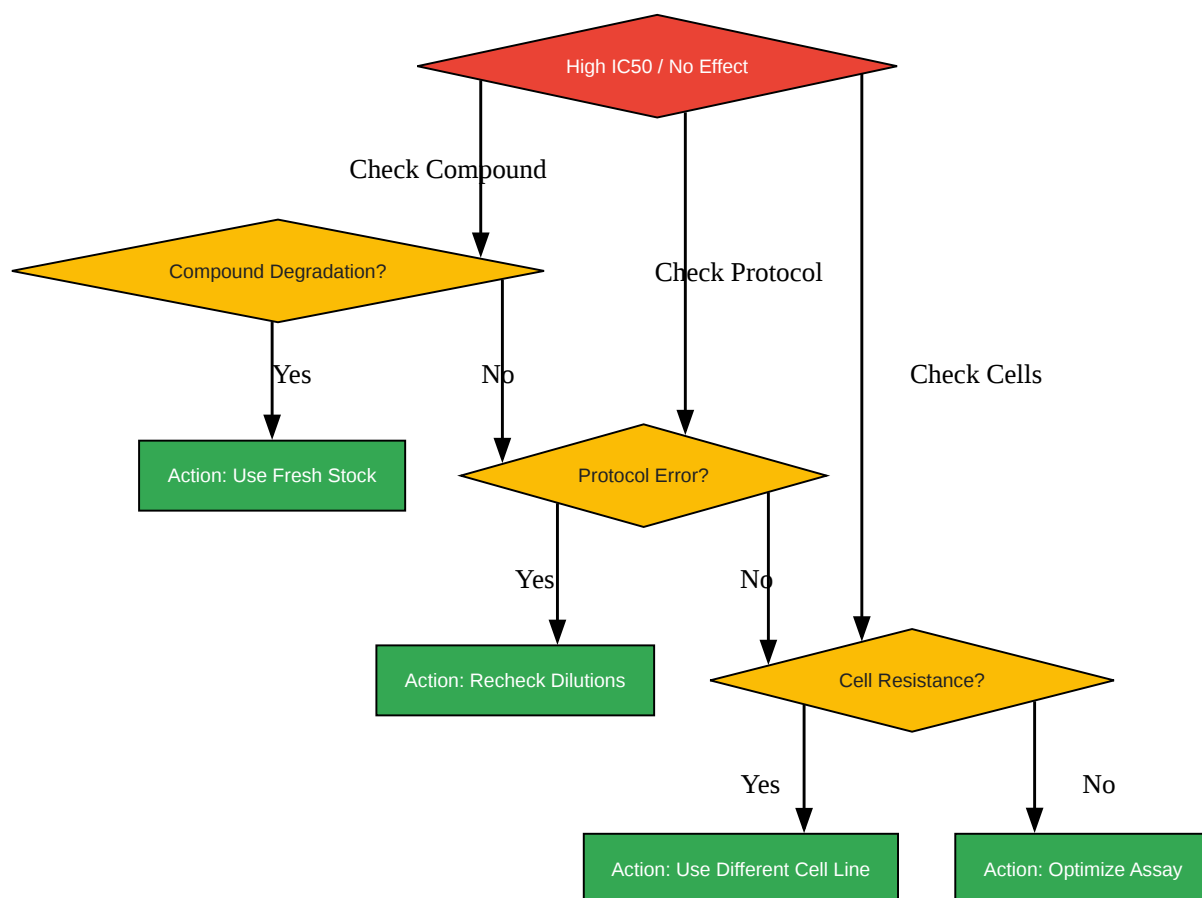 High IC50 / No Effect
Check Compound
Compound Degradation?
Check Protocol
Yes
No
Check Cells
Action: Use Fresh Stock
Protocol Error?
Yes
No
Action: Recheck Dilutions
Cell Resistance?
Yes
No
Action: Use Different Cell Line
Action: Optimize Assay